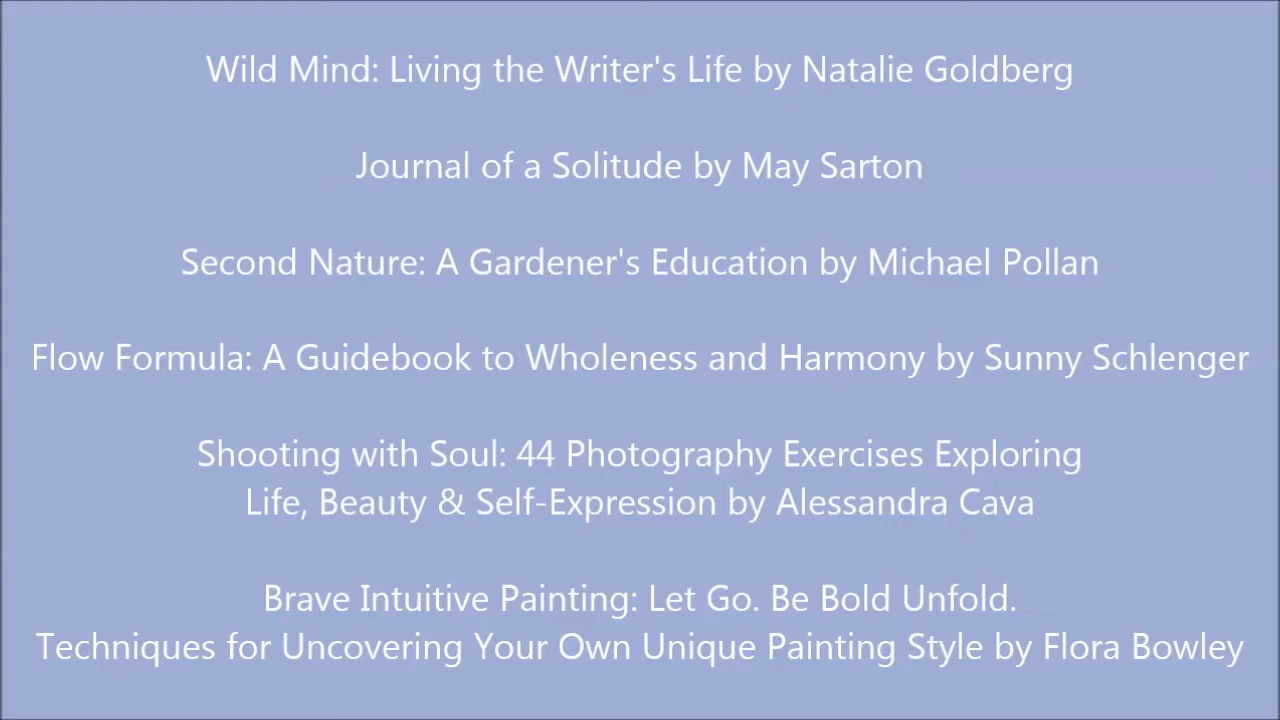 Wild Mind: Living the Writer's Life by Natalie Goldberg
Journal of a Solitude by May Sarton
Second Nature: A Gardener's Education by Michael Pollan
Flow Formula: A Guidebook to Wholeness and Harmony by Sunny Schlenger
Shooting with Soul: 44 Photography Exercises Exploring
Life, Beauty & Self-Expression by Alessandra Cava
Brave Intuitive Painting: Let Go. Be Bold Unfold.
Techniques for Uncovering Your Own Unique Painting Style by Flora Bowley